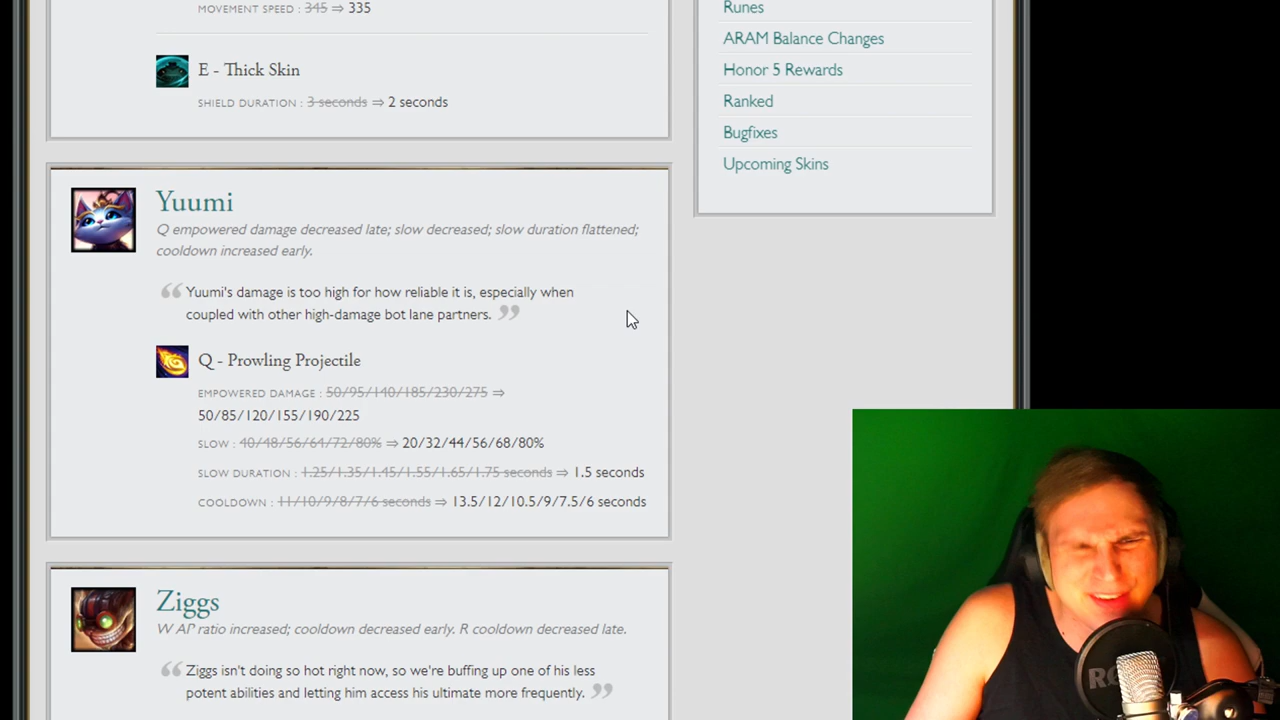 MOVEMENT SPEED : 345 ⇒ 335
E - Thick Skin
SHIELD DURATION : 3 seconds ⇒ 2 seconds
Yuumi
Q empowered damage decreased late; slow decreased; slow duration flattened;
cooldown increased early.
“ Yuumi's damage is too high for how reliable it is, especially when
coupled with other high-damage bot lane partners. ”
Q - Prowling Projectile
EMPOWERED DAMAGE : 50/95/140/185/230/275 ⇒
50/85/120/155/190/225
SLOW : 40/48/56/64/72/80% ⇒ 20/32/44/56/68/80%
SLOW DURATION : 1.25/1.35/1.45/1.55/1.65/1.75 seconds ⇒ 1.5 seconds
COOLDOWN : 11/10/9/8/7/6 seconds ⇒ 13.5/12/10.5/9/7.5/6 seconds
Ziggs
W AP ratio increased; cooldown decreased early. R cooldown decreased late.
“ Ziggs isn't doing so hot right now, so we're buffing up one of his less
potent abilities and letting him access his ultimate more frequently. ”
Runes
ARAM Balance Changes
Honor 5 Rewards
Ranked
Bugfixes
Upcoming Skins